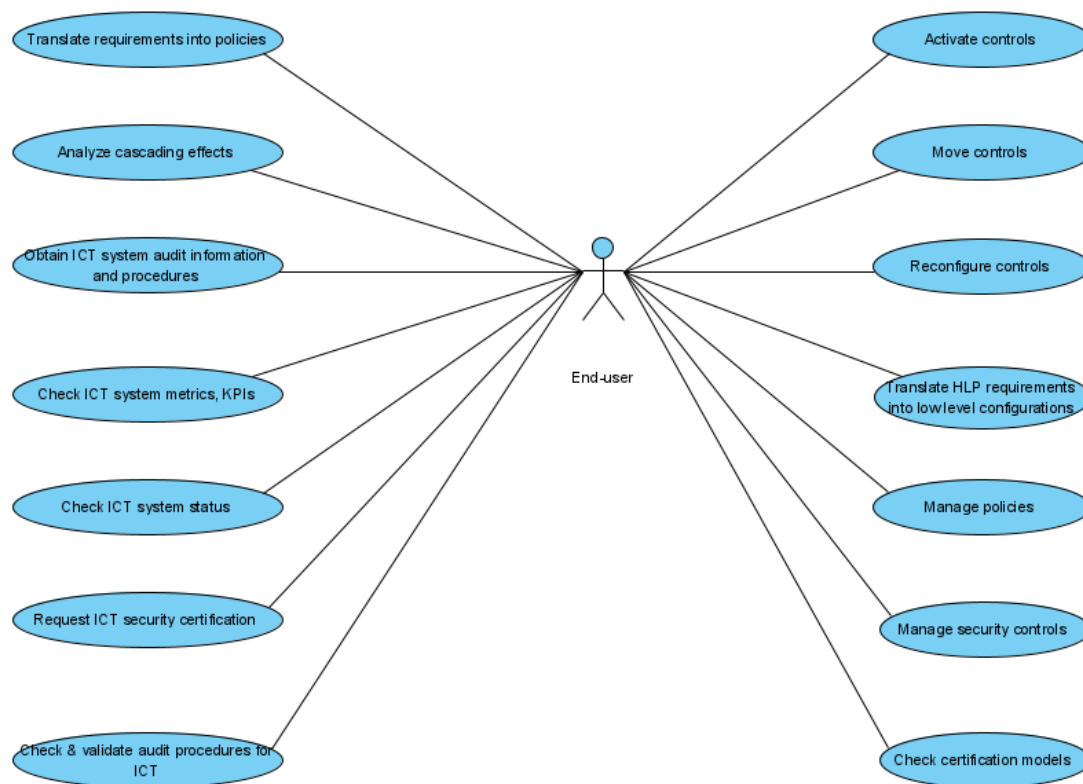 Translate requirements into policies
Analyze cascading effects
Obtain ICT system audit information
and procedures
Check ICT system metrics, KPIs
Check ICT system status
Request ICT security certification
Check & validate audit procedures for
ICT
End-user
Activate controls
Move controls
Reconfigure controls
Translate HLP requirements
into low level configurations
Manage policies
Manage security controls
Check certification models